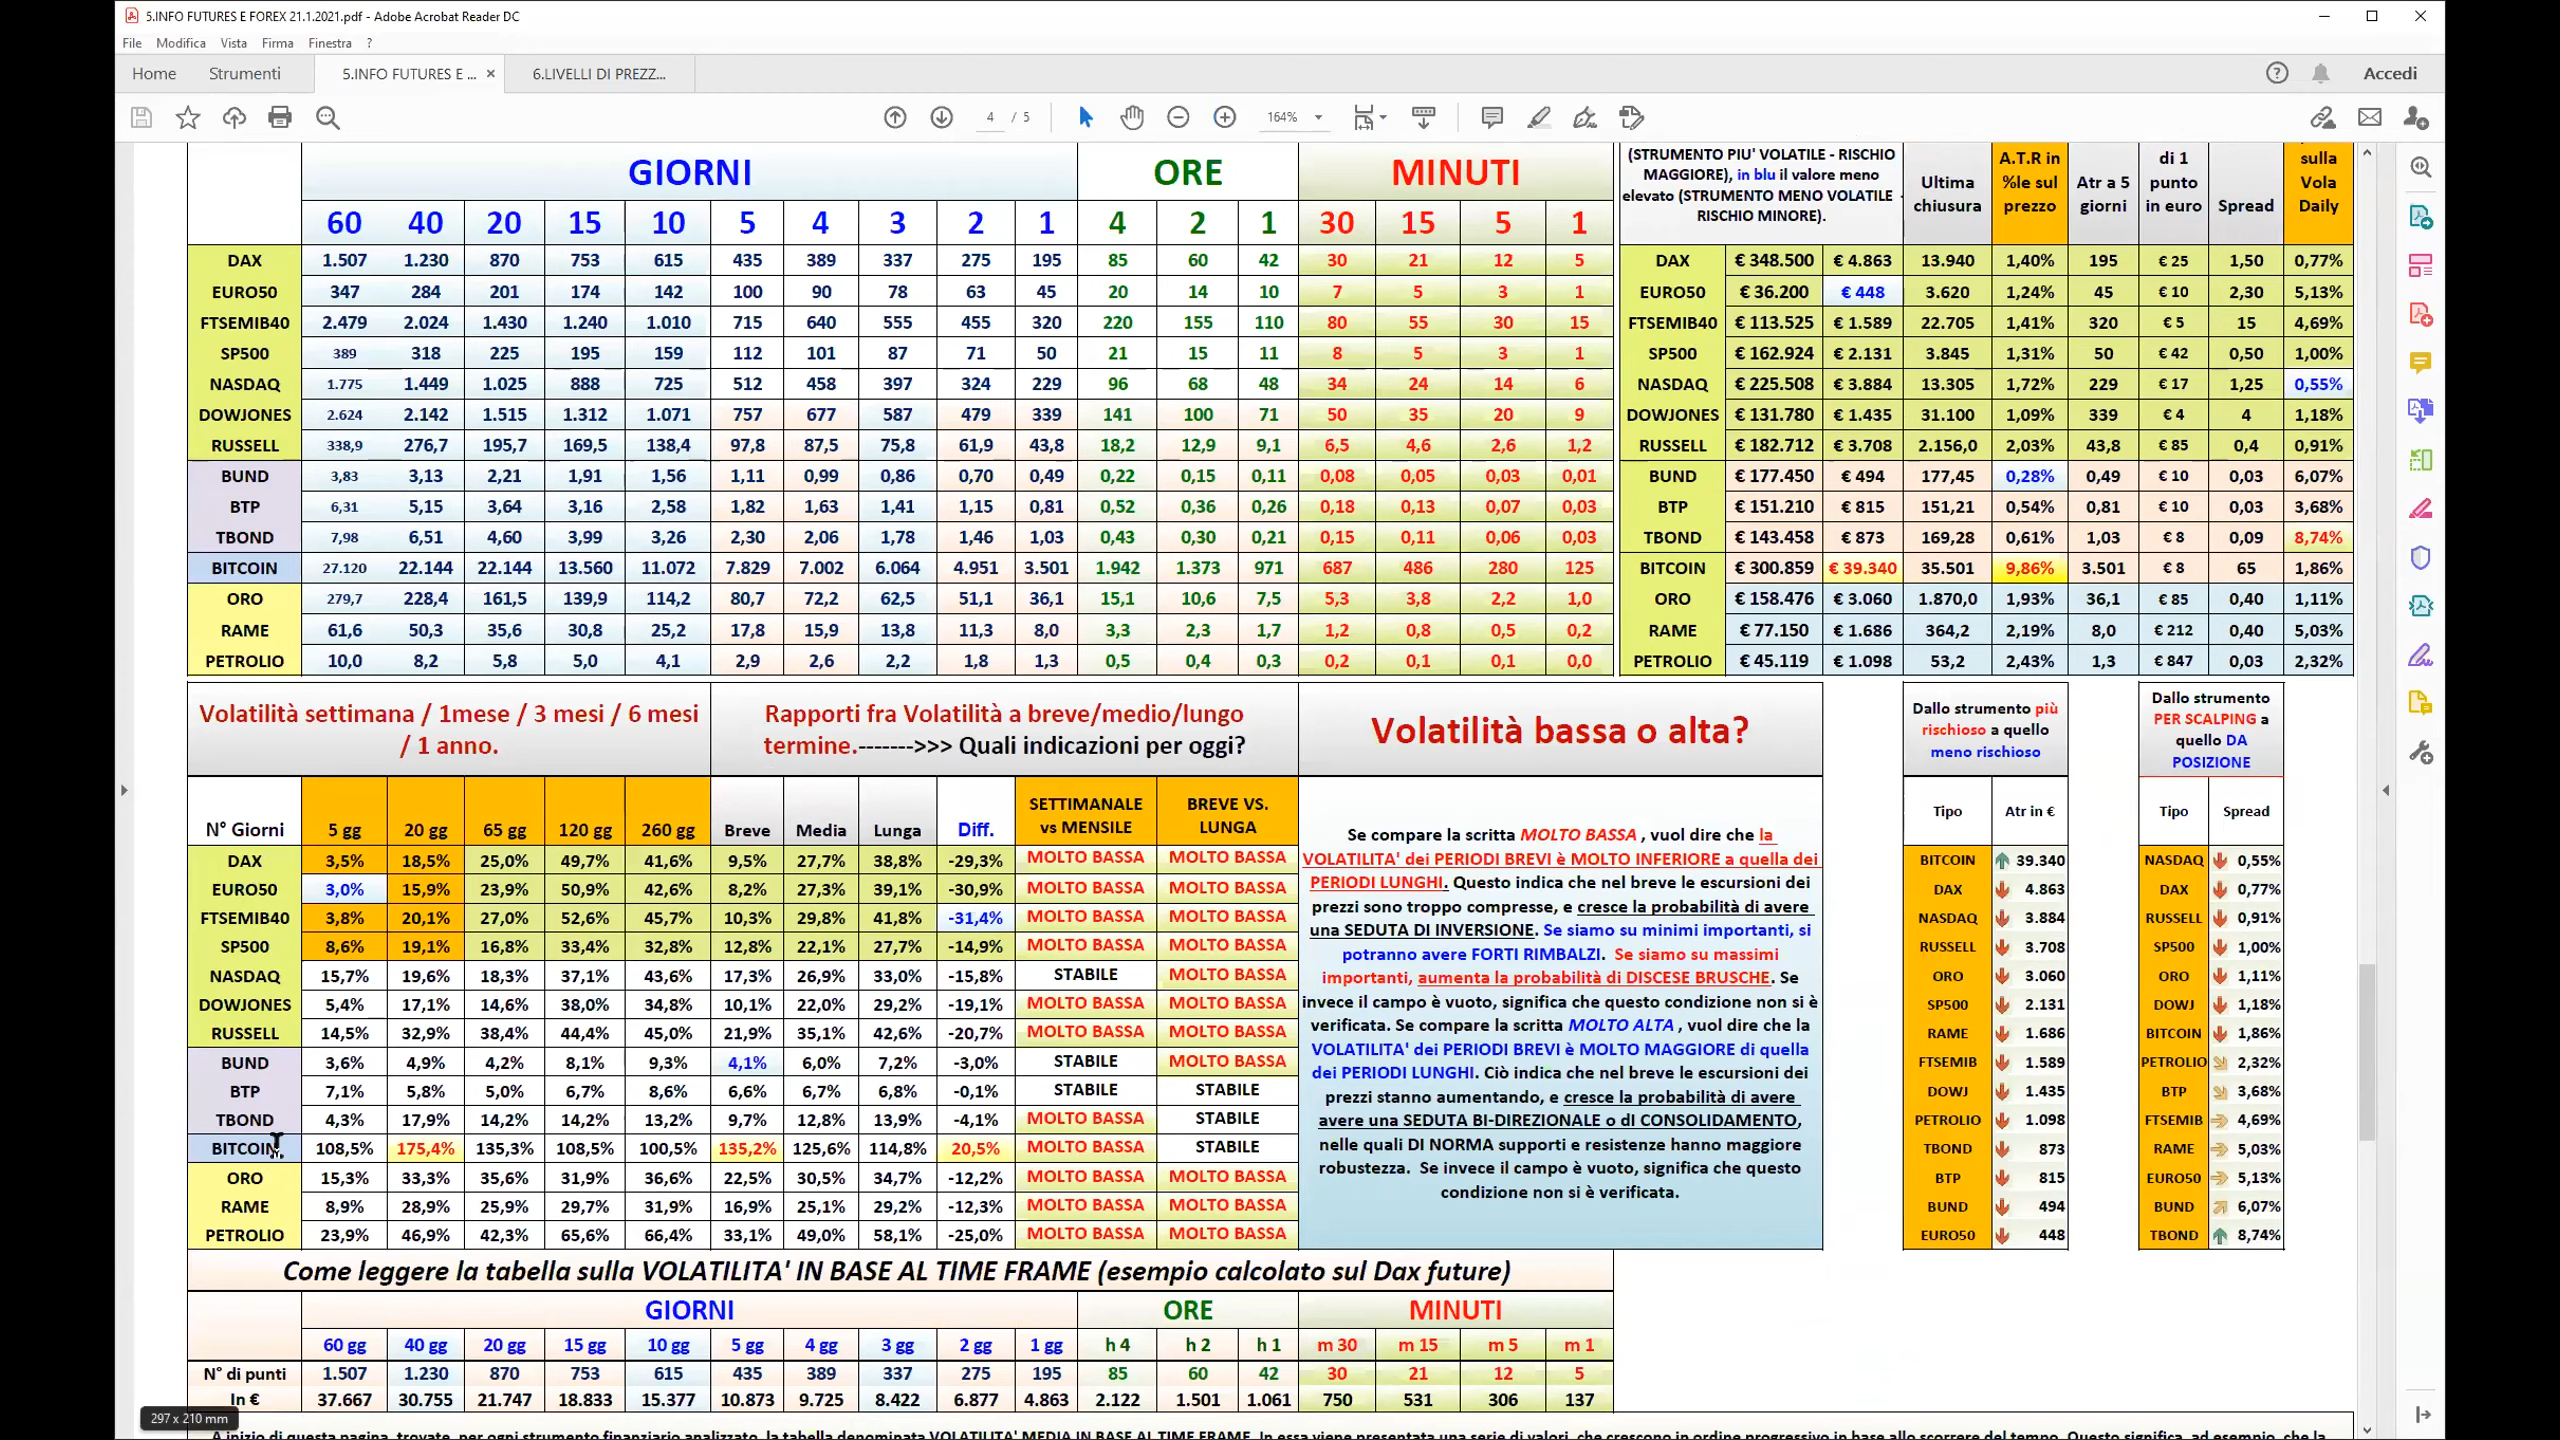 5.INFO FUTURES E FOREX 21.1.2021.pdf - Adobe Acrobat Reader DC
File Modifica Vista Firma Finestra ?
Home Strumenti 5.INFO FUTURES E ... × 6.LIVELLI DI PREZZ... Accedi
4 / 5 164%
GIORNI ORE MINUTI
60 40 20 15 10 5 4 3 2 1 4 2 1 30 15 5 1
DAX 1.507 1.230 870 753 615 435 389 337 275 195 85 60 42 30 21 12 5
EURO50 347 284 201 174 142 100 90 78 63 45 20 14 10 7 5 3 1
FTSEMIB40 2.479 2.024 1.430 1.240 1.010 715 640 555 455 320 220 155 110 80 55 30 15
SP500 389 318 225 195 159 112 101 87 71 50 21 15 11 8 5 3 1
NASDAQ 1.775 1.449 1.025 888 725 512 458 397 324 229 96 68 48 34 24 14 6
DOWJONES 2.624 2.142 1.515 1.312 1.071 757 677 587 479 339 141 100 71 50 35 20 9
RUSSELL 338,9 276,7 195,7 169,5 138,4 97,8 87,5 75,8 61,9 43,8 18,2 12,9 9,1 6,5 4,6 2,6 1,2
BUND 3,83 3,13 2,21 1,91 1,56 1,11 0,99 0,86 0,70 0,49 0,22 0,15 0,11 0,08 0,05 0,03 0,01
BTP 6,31 5,15 3,64 3,16 2,58 1,82 1,63 1,41 1,15 0,81 0,52 0,36 0,26 0,18 0,13 0,07 0,03
TBOND 7,98 6,51 4,60 3,99 3,26 2,30 2,06 1,78 1,46 1,03 0,43 0,30 0,21 0,15 0,11 0,06 0,03
BITCOIN 27.120 22.144 22.144 13.560 11.072 7.829 7.002 6.064 4.951 3.501 1.942 1.373 971 687 486 280 125
ORO 279,7 228,4 161,5 139,9 114,2 80,7 72,2 62,5 51,1 36,1 15,1 10,6 7,5 5,3 3,8 2,2 1,0
RAME 61,6 50,3 35,6 30,8 25,2 17,8 15,9 13,8 11,3 8,0 3,3 2,3 1,7 1,2 0,8 0,5 0,2
PETROLIO 10,0 8,2 5,8 5,0 4,1 2,9 2,6 2,2 1,8 1,3 0,5 0,4 0,3 0,2 0,1 0,1 0,0
(STRUMENTO PIU' VOLATILE - RISCHIO
MAGGIORE), in blu il valore meno
elevato (STRUMENTO MENO VOLATILE -
RISCHIO MINORE).
Ultima
chiusura
A.T.R in
%le sul
prezzo
Atr a 5
giorni
di 1
punto
in euro
Spread
sulla
Vola
Daily
DAX € 348.500 € 4.863 13.940 1,40% 195 € 25 1,50 0,77%
EURO50 € 36.200 € 448 3.620 1,24% 45 € 10 2,30 5,13%
FTSEMIB40 € 113.525 € 1.589 22.705 1,41% 320 € 5 15 4,69%
SP500 € 162.924 € 2.131 3.845 1,31% 50 € 42 0,50 1,00%
NASDAQ € 225.508 € 3.884 13.305 1,72% 229 € 17 1,25 0,55%
DOWJONES € 131.780 € 1.435 31.100 1,09% 339 € 4 4 1,18%
RUSSELL € 182.712 € 3.708 2.156,0 2,03% 43,8 € 85 0,4 0,91%
BUND € 177.450 € 494 177,45 0,28% 0,49 € 10 0,03 6,07%
BTP € 151.210 € 815 151,21 0,54% 0,81 € 10 0,03 3,68%
TBOND € 143.458 € 873 169,28 0,61% 1,03 € 8 0,09 8,74%
BITCOIN € 300.859 € 39.340 35.501 9,86% 3.501 € 8 65 1,86%
ORO € 158.476 € 3.060 1.870,0 1,93% 36,1 € 85 0,40 1,11%
RAME € 77.150 € 1.686 364,2 2,19% 8,0 € 212 0,40 5,03%
PETROLIO € 45.119 € 1.098 53,2 2,43% 1,3 € 847 0,03 2,32%
Volatilità settimana / 1mese / 3 mesi / 6 mesi
/ 1 anno.
Rapporti fra Volatilità a breve/medio/lungo
termine.------->>> Quali indicazioni per oggi?
Volatilità bassa o alta?
N° Giorni 5 gg 20 gg 65 gg 120 gg 260 gg Breve Media Lunga Diff. SETTIMANALE vs MENSILE BREVE VS. LUNGA
DAX 3,5% 18,5% 25,0% 49,7% 41,6% 9,5% 27,7% 38,8% -29,3% MOLTO BASSA MOLTO BASSA
EURO50 3,0% 15,9% 23,9% 50,9% 42,6% 8,2% 27,3% 39,1% -30,9% MOLTO BASSA MOLTO BASSA
FTSEMIB40 3,8% 20,1% 27,0% 52,6% 45,7% 10,3% 29,8% 41,8% -31,4% MOLTO BASSA MOLTO BASSA
SP500 8,6% 19,1% 16,8% 33,4% 32,8% 12,8% 22,1% 27,7% -14,9% MOLTO BASSA MOLTO BASSA
NASDAQ 15,7% 19,6% 18,3% 37,1% 43,6% 17,3% 26,9% 33,0% -15,8% STABILE MOLTO BASSA
DOWJONES 5,4% 17,1% 14,6% 38,0% 34,8% 10,1% 22,0% 29,2% -19,1% MOLTO BASSA MOLTO BASSA
RUSSELL 14,5% 32,9% 38,4% 44,4% 45,0% 21,9% 35,1% 42,6% -20,7% MOLTO BASSA MOLTO BASSA
BUND 3,6% 4,9% 4,2% 8,1% 9,3% 4,1% 6,0% 7,2% -3,0% STABILE MOLTO BASSA
BTP 7,1% 5,8% 5,0% 6,7% 8,6% 6,6% 6,7% 6,8% -0,1% STABILE STABILE
TBOND 4,3% 17,9% 14,2% 14,2% 13,2% 9,7% 12,8% 13,9% -4,1% MOLTO BASSA STABILE
BITCOIN 108,5% 175,4% 135,3% 108,5% 100,5% 135,2% 125,6% 114,8% 20,5% MOLTO BASSA STABILE
ORO 15,3% 33,3% 35,6% 31,9% 36,6% 22,5% 30,5% 34,7% -12,2% MOLTO BASSA MOLTO BASSA
RAME 8,9% 28,9% 25,9% 29,7% 31,9% 16,9% 25,1% 29,2% -12,3% MOLTO BASSA MOLTO BASSA
PETROLIO 23,9% 46,9% 42,3% 65,6% 66,4% 33,1% 49,0% 58,1% -25,0% MOLTO BASSA MOLTO BASSA
Se compare la scritta MOLTO BASSA , vuol dire che la
VOLATILITA' dei PERIODI BREVI è MOLTO INFERIORE a quella dei
PERIODI LUNGHI. Questo indica che nel breve le escursioni dei
prezzi sono troppo compresse, e cresce la probabilità di avere
una SEDUTA DI INVERSIONE. Se siamo su minimi importanti, si
potranno avere FORTI RIMBALZI. Se siamo su massimi
importanti, aumenta la probabilità di DISCESE BRUSCHE. Se
invece il campo è vuoto, significa che questo condizione non si è
verificata. Se compare la scritta MOLTO ALTA , vuol dire che la
VOLATILITA' dei PERIODI BREVI è MOLTO MAGGIORE di quella
dei PERIODI LUNGHI. Ciò indica che nel breve le escursioni dei
prezzi stanno aumentando, e cresce la probabilità di avere
avere una SEDUTA BI-DIREZIONALE o dI CONSOLIDAMENTO,
nelle quali DI NORMA supporti e resistenze hanno maggiore
robustezza. Se invece il campo è vuoto, significa che questo
condizione non si è verificata.
Dallo strumento più
rischioso a quello
meno rischioso
Tipo Atr in €
BITCOIN 39.340
DAX 4.863
NASDAQ 3.884
RUSSELL 3.708
ORO 3.060
SP500 2.131
RAME 1.686
FTSEMIB 1.589
DOWJ 1.435
PETROLIO 1.098
TBOND 873
BTP 815
BUND 494
EURO50 448
Dallo strumento
PER SCALPING a
quello DA
POSIZIONE
Tipo Spread
NASDAQ 0,55%
DAX 0,77%
RUSSELL 0,91%
SP500 1,00%
ORO 1,11%
DOWJ 1,18%
BITCOIN 1,86%
PETROLIO 2,32%
BTP 3,68%
FTSEMIB 4,69%
RAME 5,03%
EURO50 5,13%
BUND 6,07%
TBOND 8,74%
Come leggere la tabella sulla VOLATILITA' IN BASE AL TIME FRAME (esempio calcolato sul Dax future)
GIORNI ORE MINUTI
60 gg 40 gg 20 gg 15 gg 10 gg 5 gg 4 gg 3 gg 2 gg 1 gg h 4 h 2 h 1 m 30 m 15 m 5 m 1
N° di punti 1.507 1.230 870 753 615 435 389 337 275 195 85 60 42 30 21 12 5
In € 37.667 30.755 21.747 18.833 15.377 10.873 9.725 8.422 6.877 4.863 2.122 1.501 1.061 750 531 306 137
297 x 210 mm
A inizio di questa pagina, trovate, per ogni strumento finanziario analizzato, la tabella denominata VOLATILITA' MEDIA IN BASE AL TIME FRAME. In essa viene presentata una serie di valori, che crescono in ordine progressivo in base allo scorrere del tempo. Questo significa, ad esempio, che la